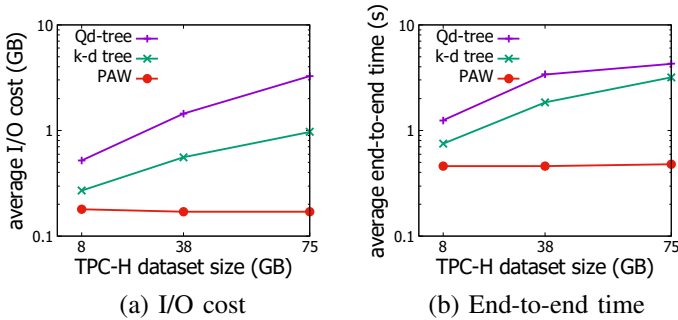 average I/O cost (GB)
10
1
0.1
Qd-tree
k-d tree
PAW
8
38
75
TPC-H dataset size (GB)
(a) I/O cost
average end-to-end time (s)
10
1
0.1
Qd-tree
k-d tree
PAW
8
38
75
TPC-H dataset size (GB)
(b) End-to-end time